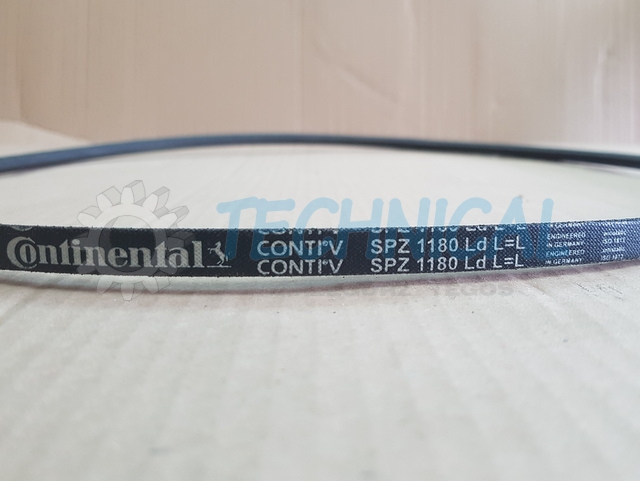 TECHNICAL
Continental
CONTI*V SPZ 1180 Ld L=L
ENGINEERED
IN GERMANY
CONTI*V SPZ 1180 Ld L=L
ENGINEERED
IN GERMANY